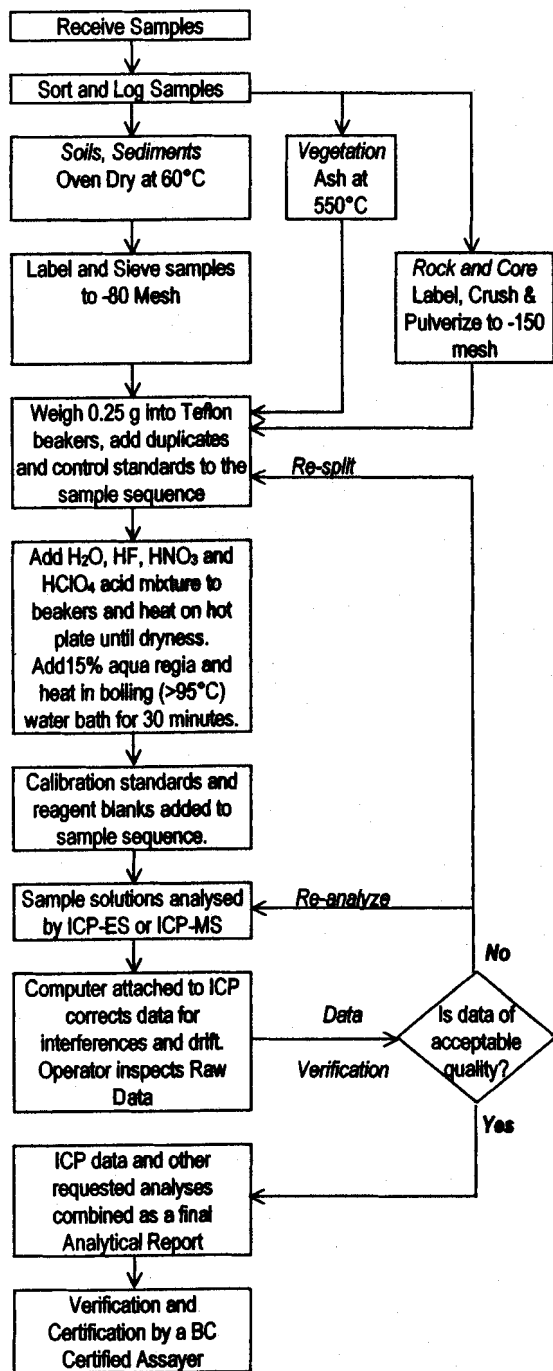 Receive Samples
Sort and Log Samples
Soils, Sediments
Oven Dry at 60°C
Vegetation
Ash at
550°C
Label and Sieve samples
to -80 Mesh
Rock and Core
Label, Crush &
Pulverize to -150
mesh
Weigh 0.25 g into Teflon
beakers, add duplicates
and control standards to the
sample sequence
Re-split
Add H₂O, HF, HNO₃ and
HClO₄ acid mixture to
beakers and heat on hot
plate until dryness.
Add15% aqua regia and
heat in boiling (>95°C)
water bath for 30 minutes.
Calibration standards and
reagent blanks added to
sample sequence.
Sample solutions analysed
by ICP-ES or ICP-MS
Re-analyze
No
Computer attached to ICP
corrects data for
interferences and drift.
Operator inspects Raw
Data
Data
Verification
Is data of
acceptable
quality?
Yes
ICP data and other
requested analyses
combined as a final
Analytical Report
Verification and
Certification by a BC
Certified Assayer